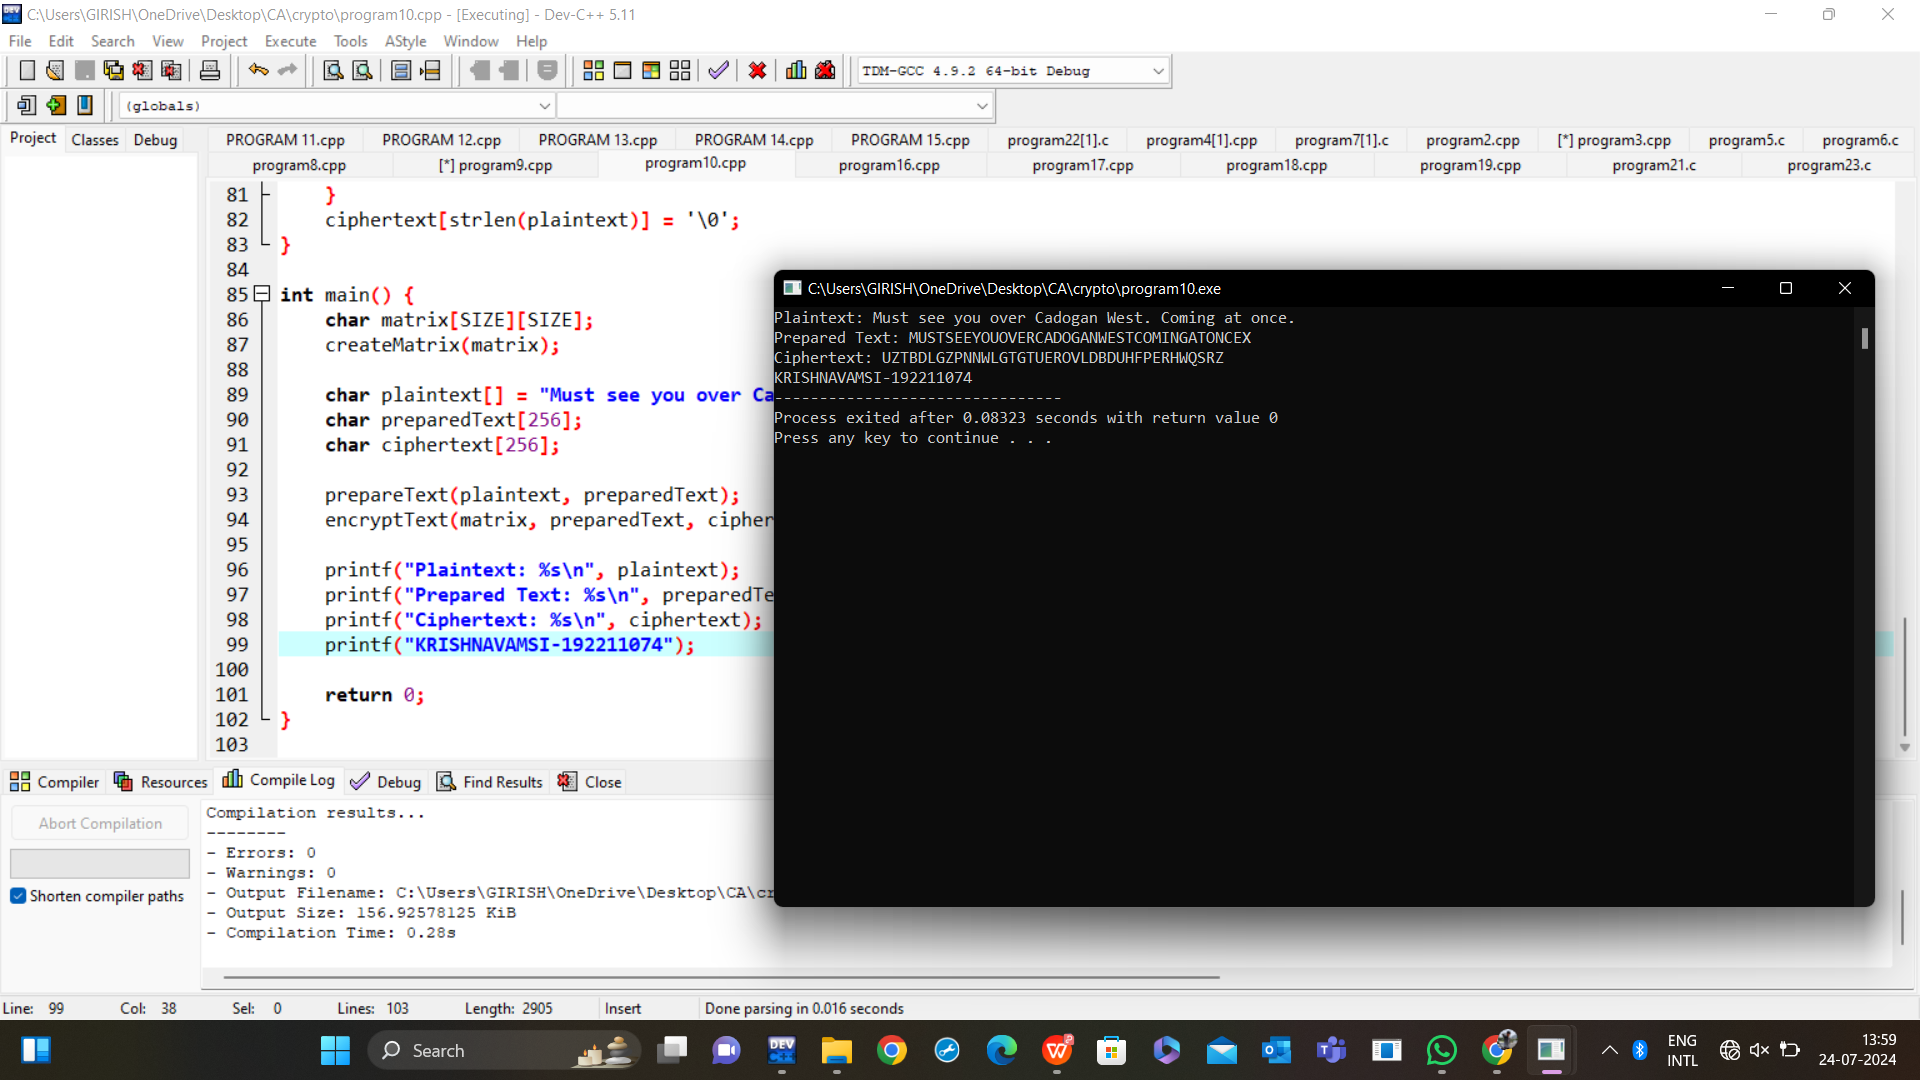 C:\Users\GIRISH\OneDrive\Desktop\CA\crypto\program10.cpp - [Executing] - Dev-C++ 5.11
File Edit Search View Project Execute Tools AStyle Window Help
TDM-GCC 4.9.2 64-bit Debug
(globals)
Project Classes Debug
PROGRAM 11.cpp PROGRAM 12.cpp PROGRAM 13.cpp PROGRAM 14.cpp PROGRAM 15.cpp program22[1].c program4[1].cpp program7[1].c program2.cpp [*] program3.cpp program5.c program6.c
program8.cpp [*] program9.cpp program10.cpp program16.cpp program17.cpp program18.cpp program19.cpp program21.c program23.c
81 }
82 ciphertext[strlen(plaintext)] = '\0';
83 }
84
85 int main() {
86 char matrix[SIZE][SIZE];
87 createMatrix(matrix);
88
89 char plaintext[] = "Must see you over Ca
90 char preparedText[256];
91 char ciphertext[256];
92
93 prepareText(plaintext, preparedText);
94 encryptText(matrix, preparedText, cipher
95
96 printf("Plaintext: %s\n", plaintext);
97 printf("Prepared Text: %s\n", preparedTe
98 printf("Ciphertext: %s\n", ciphertext);
99 printf("KRISHNAVAMSI-192211074");
100
101 return 0;
102 }
103
C:\Users\GIRISH\OneDrive\Desktop\CA\crypto\program10.exe
Plaintext: Must see you over Cadogan West. Coming at once.
Prepared Text: MUSTSEEYOUOVERCADOGANWESTCOMINGATONCEX
Ciphertext: UZTBDLGZPNNWLGTGTUEROVLDBDUHFPERHWQSRZ
KRISHNAVAMSI-192211074
--------------------------------
Process exited after 0.08323 seconds with return value 0
Press any key to continue . . .
Compiler Resources Compile Log Debug Find Results Close
Abort Compilation
Shorten compiler paths
Compilation results...
--------
- Errors: 0
- Warnings: 0
- Output Filename: C:\Users\GIRISH\OneDrive\Desktop\CA\cr
- Output Size: 156.92578125 KiB
- Compilation Time: 0.28s
Line: 99 Col: 38 Sel: 0 Lines: 103 Length: 2905 Insert Done parsing in 0.016 seconds
Search
DEV
ENG
INTL
13:59
24-07-2024